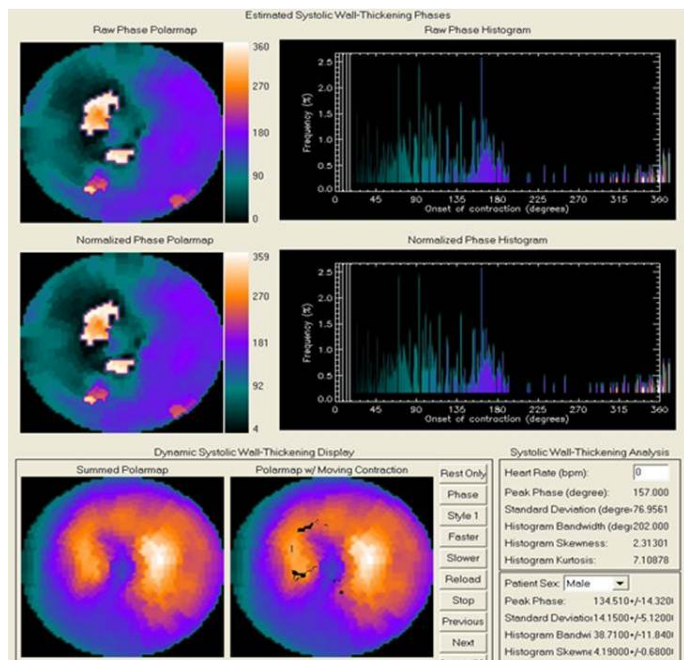 Estimated Systolic Wall-Thickening Phases
Raw Phase Polarmap
Raw Phase Histogram
360
270
180
90
0
Frequency (%)
2.5
2.0
1.5
1.0
0.5
0.0
0 45 90 135 180 225 270 315 360
Onset of contraction (degrees)
Normalized Phase Polarmap
Normalized Phase Histogram
359
270
181
92
4
Frequency (%)
2.5
2.0
1.5
1.0
0.5
0.0
0 45 90 135 180 225 270 315 360
Onset of contraction (degrees)
Dynamic Systolic Wall-Thickening Display
Summed Polarmap
Polarmap w/ Moving Contraction
Rest Only
Phase
Style 1
Faster
Slower
Reload
Stop
Previous
Next
Systolic Wall-Thickening Analysis
Heart Rate (bpm): 0
Peak Phase (degree): 157.000
Standard Deviation (degre 76.9561
Histogram Bandwidth (deg 202.000
Histogram Skewness: 2.31301
Histogram Kurtosis: 7.10878
Patient Sex: Male
Peak Phase: 134.510+/-14.320
Standard Deviation 14.1500+/-5.1200
Histogram Bandwi 38.7100+/-11.840
Histogram Skewne 4.19000+/-0.6800